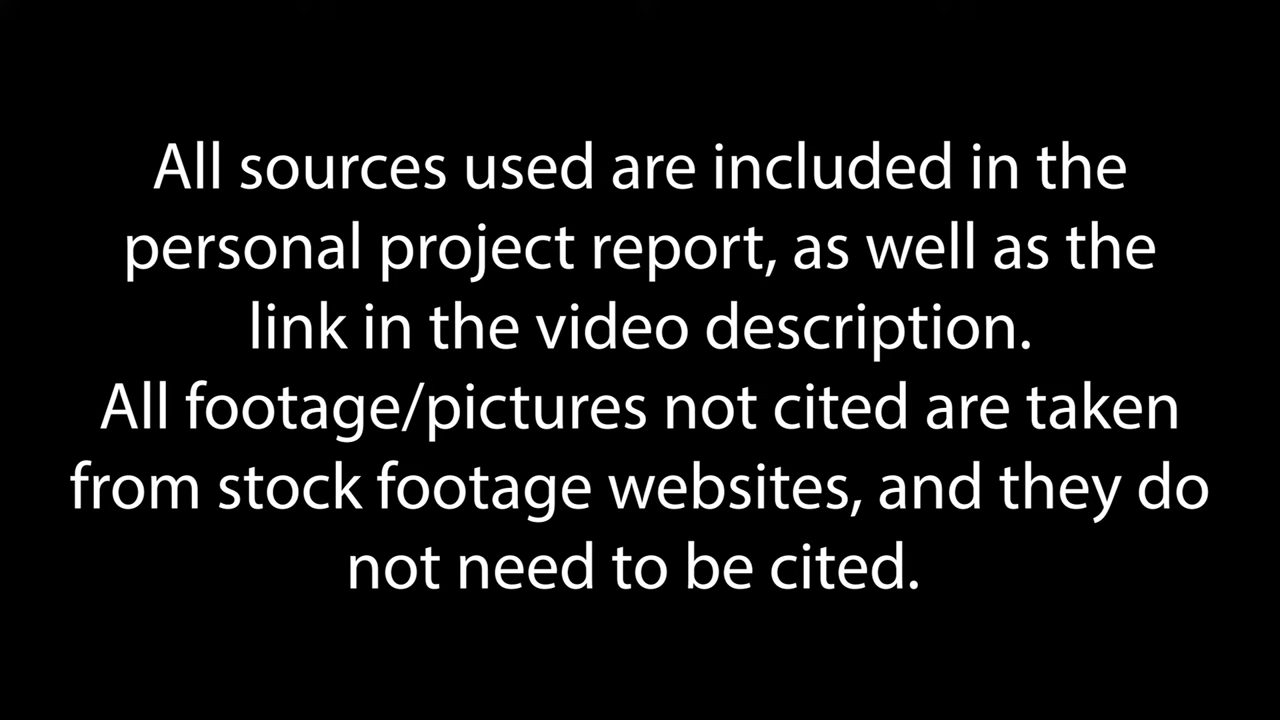 All sources used are included in the
personal project report, as well as the
link in the video description.
All footage/pictures not cited are taken
from stock footage websites, and they do
not need to be cited.